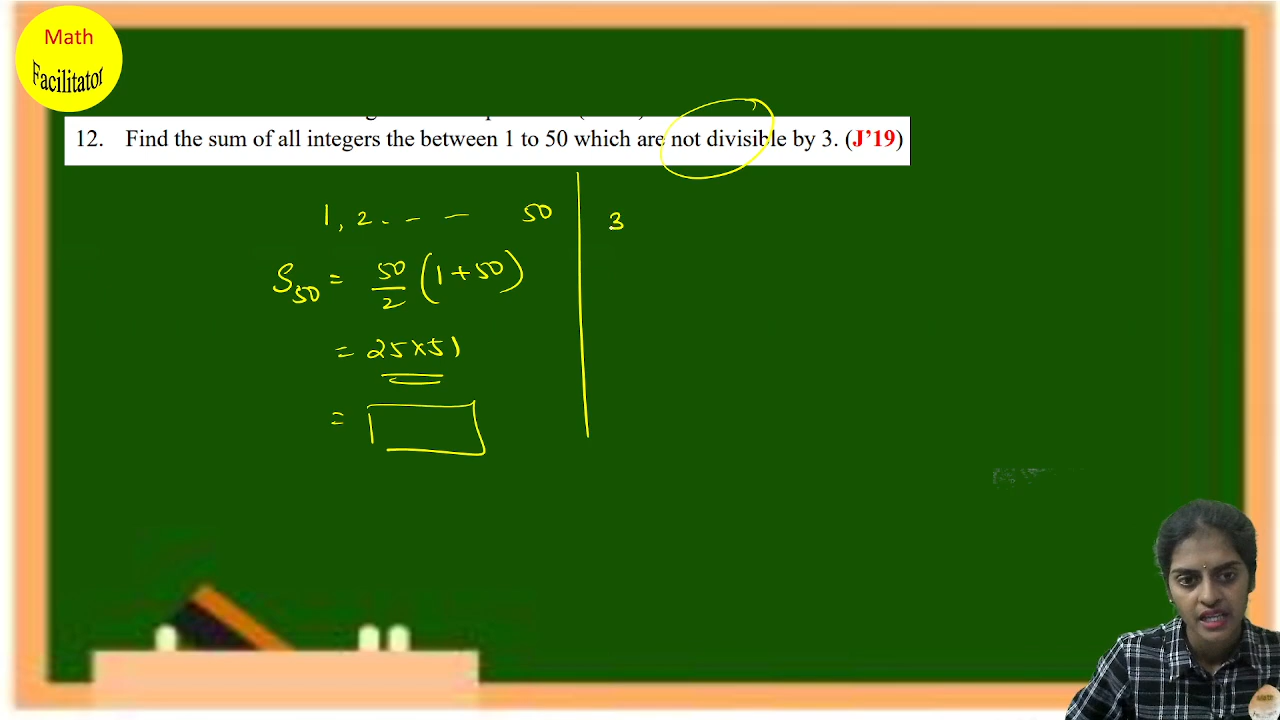 Math
Facilitator
12. Find the sum of all integers the between 1 to 50 which are not divisible by 3. (J’19)
1, 2. - - 50
3
S50 = 50/2 (1+50)
= 25×51
=